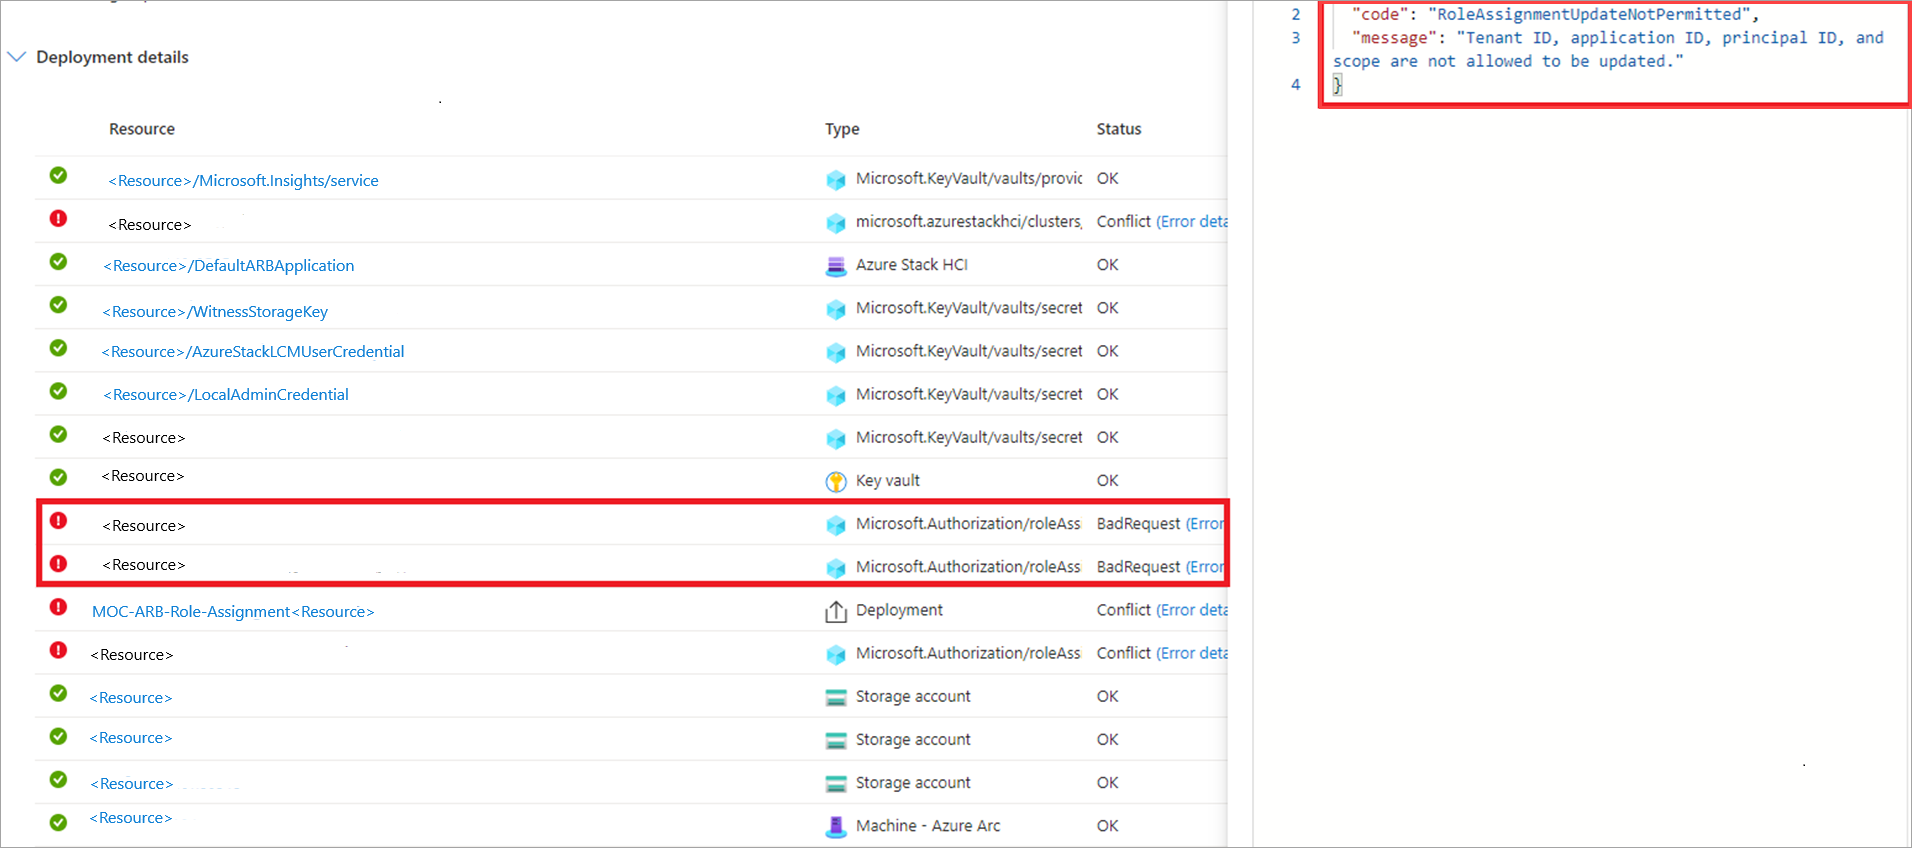 Deployment details
Resource Type Status
<Resource>/Microsoft.Insights/service Microsoft.KeyVault/vaults/provic OK
<Resource> microsoft.azurestackhci/clusters, Conflict (Error deta
<Resource>/DefaultARBApplication Azure Stack HCI OK
<Resource>/WitnessStorageKey Microsoft.KeyVault/vaults/secret OK
<Resource>/AzureStackLCMUserCredential Microsoft.KeyVault/vaults/secret OK
<Resource>/LocalAdminCredential Microsoft.KeyVault/vaults/secret OK
<Resource> Microsoft.KeyVault/vaults/secret OK
<Resource> Key vault OK
<Resource> Microsoft.Authorization/roleAss BadRequest (Error
<Resource> Microsoft.Authorization/roleAss BadRequest (Error
MOC-ARB-Role-Assignment<Resource> Deployment Conflict (Error deta
<Resource> Microsoft.Authorization/roleAss Conflict (Error deta
<Resource> Storage account OK
<Resource> Storage account OK
<Resource> Storage account OK
<Resource> Machine - Azure Arc OK
2 "code": "RoleAssignmentUpdateNotPermitted",
3 "message": "Tenant ID, application ID, principal ID, and
scope are not allowed to be updated."
4 }